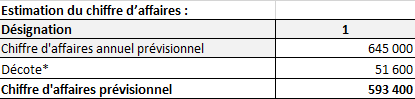 Estimation du chiffre d’affaires :
Désignation 1
Chiffre d'affaires annuel prévisionnel 645 000
Décote* 51 600
Chiffre d'affaires prévisionnel 593 400